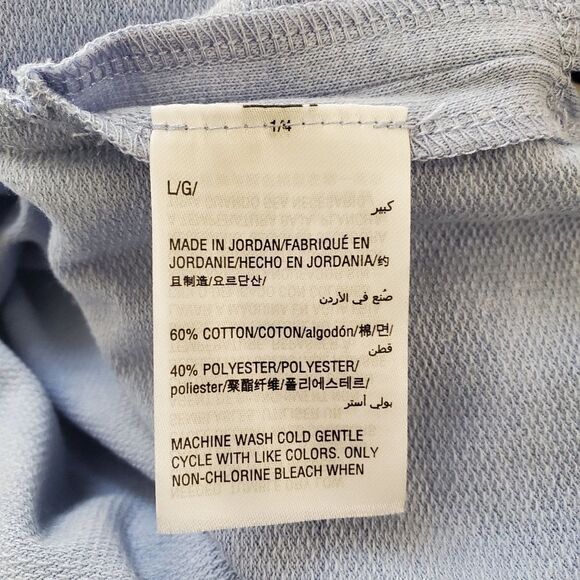 1/4
L/G/
كبير
MADE IN JORDAN/FABRIQUÉ EN
JORDANIE/HECHO EN JORDANIA/约
旦制造/요르단산/
صُنع في الأردن
60% COTTON/COTON/algodón/棉/면/
قطن
40% POLYESTER/POLYESTER/
poliester/聚酯纤维/폴리에스테르/
بولي أستر
MACHINE WASH COLD GENTLE
CYCLE WITH LIKE COLORS. ONLY
NON-CHLORINE BLEACH WHEN